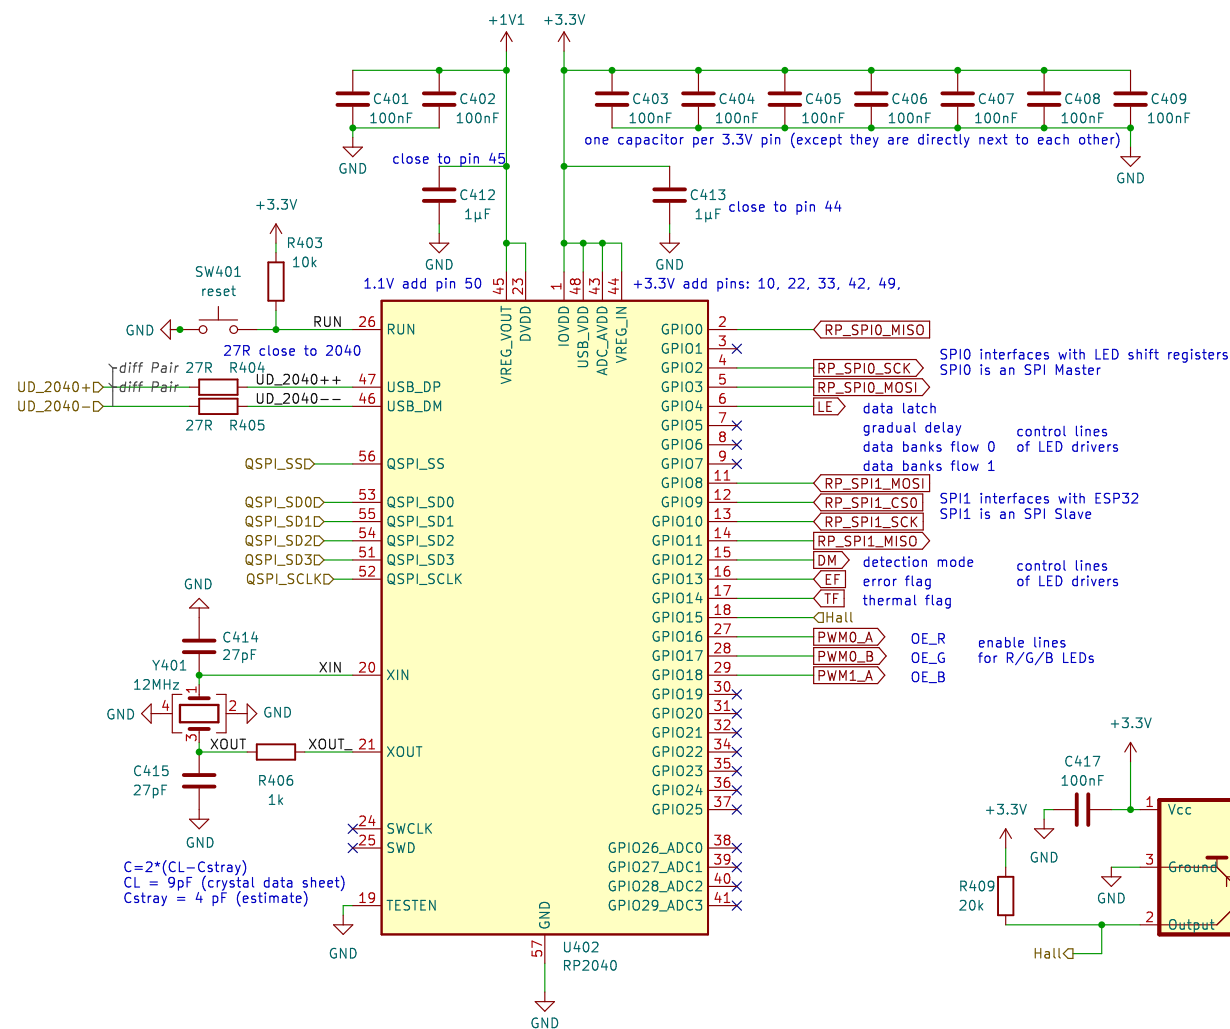 +1V1
+3.3V
C401
100nF
C402
100nF
C403
100nF
C404
100nF
C405
100nF
C406
100nF
C407
100nF
C408
100nF
C409
100nF
one capacitor per 3.3V pin (except they are directly next to each other)
GND
GND
close to pin 45
C412
1µF
GND
C413
1µF
close to pin 44
GND
+3.3V
R403
10k
SW401
reset
GND
RUN
1.1V add pin 50
+3.3V add pins: 10, 22, 33, 42, 49,
45
VREG_VOUT
23
DVDD
1
IOVDD
48
USB_VDD
43
ADC_AVDD
44
VREG_IN
26
RUN
27R close to 2040
diff Pair
27R
R404
UD_2040+
diff Pair
UD_2040++
47
USB_DP
UD_2040-
UD_2040--
46
USB_DM
27R
R405
QSPI_SS
56
QSPI_SS
QSPI_SD0
53
QSPI_SD0
QSPI_SD1
55
QSPI_SD1
QSPI_SD2
54
QSPI_SD2
QSPI_SD3
51
QSPI_SD3
QSPI_SCLK
52
QSPI_SCLK
GND
C414
27pF
Y401
12MHz
XIN
20
XIN
1
GND
4
2
GND
3
XOUT
XOUT_
21
XOUT
C415
27pF
R406
1k
GND
24
SWCLK
25
SWD
C=2*(CL-Cstray)
CL = 9pF (crystal data sheet)
Cstray = 4 pF (estimate)
19
TESTEN
GND
GND
57
U402
RP2040
GND
GPIO0
2
RP_SPI0_MISO
GPIO1
3
GPIO2
4
RP_SPI0_SCK
GPIO3
5
RP_SPI0_MOSI
SPI0 interfaces with LED shift registers
SPI0 is an SPI Master
GPIO4
6
LE
data latch
GPIO5
7
gradual delay
GPIO6
8
data banks flow 0
GPIO7
9
data banks flow 1
control lines
of LED drivers
GPIO8
11
RP_SPI1_MOSI
GPIO9
12
RP_SPI1_CS0
GPIO10
13
RP_SPI1_SCK
GPIO11
14
RP_SPI1_MISO
SPI1 interfaces with ESP32
SPI1 is an SPI Slave
GPIO12
15
DM
detection mode
GPIO13
16
EF
error flag
GPIO14
17
TF
thermal flag
control lines
of LED drivers
GPIO15
18
Hall
GPIO16
27
PWM0_A
OE_R
GPIO17
28
PWM0_B
OE_G
GPIO18
29
PWM1_A
OE_B
enable lines
for R/G/B LEDs
GPIO19
30
GPIO20
31
GPIO21
32
GPIO22
34
GPIO23
35
GPIO24
36
GPIO25
37
GPIO26_ADC0
38
GPIO27_ADC1
39
GPIO28_ADC2
40
GPIO29_ADC3
41
+3.3V
C417
100nF
GND
1
Vcc
+3.3V
3
Ground
GND
R409
20k
2
Output
Hall